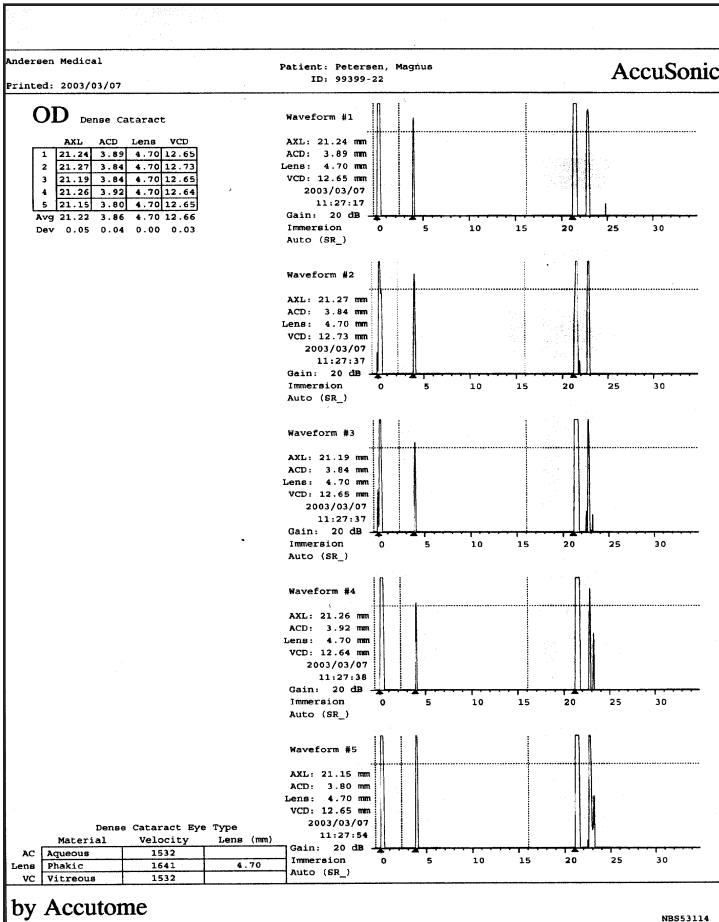 Andersen Medical
Printed: 2003/03/07
Patient: Petersen, Magnus
ID: 99399-22
AccuSonic
OD Dense Cataract
AXL ACD Lens VCD
1 21.24 3.89 4.70 12.65
2 21.27 3.84 4.70 12.73
3 21.19 3.84 4.70 12.65
4 21.26 3.92 4.70 12.64
5 21.15 3.80 4.70 12.65
Avg 21.22 3.86 4.70 12.66
Dev 0.05 0.04 0.00 0.03
Waveform #1
AXL: 21.24 mm
ACD: 3.89 mm
Lens: 4.70 mm
VCD: 12.65 mm
2003/03/07
11:27:17
Gain: 20 dB
Immersion
Auto (SR_)
0 5 10 15 20 25 30
Waveform #2
AXL: 21.27 mm
ACD: 3.84 mm
Lens: 4.70 mm
VCD: 12.73 mm
2003/03/07
11:27:37
Gain: 20 dB
Immersion
Auto (SR_)
0 5 10 15 20 25 30
Waveform #3
AXL: 21.19 mm
ACD: 3.84 mm
Lens: 4.70 mm
VCD: 12.65 mm
2003/03/07
11:27:37
Gain: 20 dB
Immersion
Auto (SR_)
0 5 10 15 20 25 30
Waveform #4
AXL: 21.26 mm
ACD: 3.92 mm
Lens: 4.70 mm
VCD: 12.64 mm
2003/03/07
11:27:38
Gain: 20 dB
Immersion
Auto (SR_)
0 5 10 15 20 25 30
Waveform #5
AXL: 21.15 mm
ACD: 3.80 mm
Lens: 4.70 mm
VCD: 12.65 mm
2003/03/07
11:27:54
Gain: 20 dB
Immersion
Auto (SR_)
0 5 10 15 20 25 30
Dense Cataract Eye Type
Material Velocity Lens (mm)
AC Aqueous 1532
Lens Phakic 1641 4.70
VC Vitreous 1532
by Accutome
NBS53114